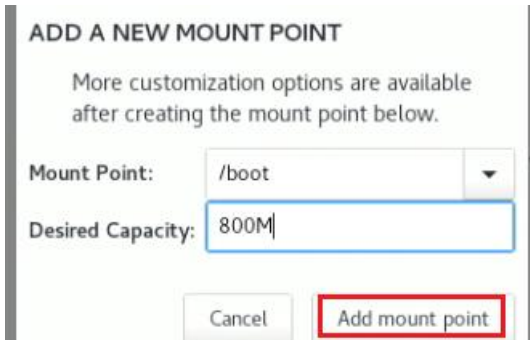 ADD A NEW MOUNT POINT
More customization options are available
after creating the mount point below.
Mount Point: /boot
Desired Capacity: 800M
Cancel Add mount point